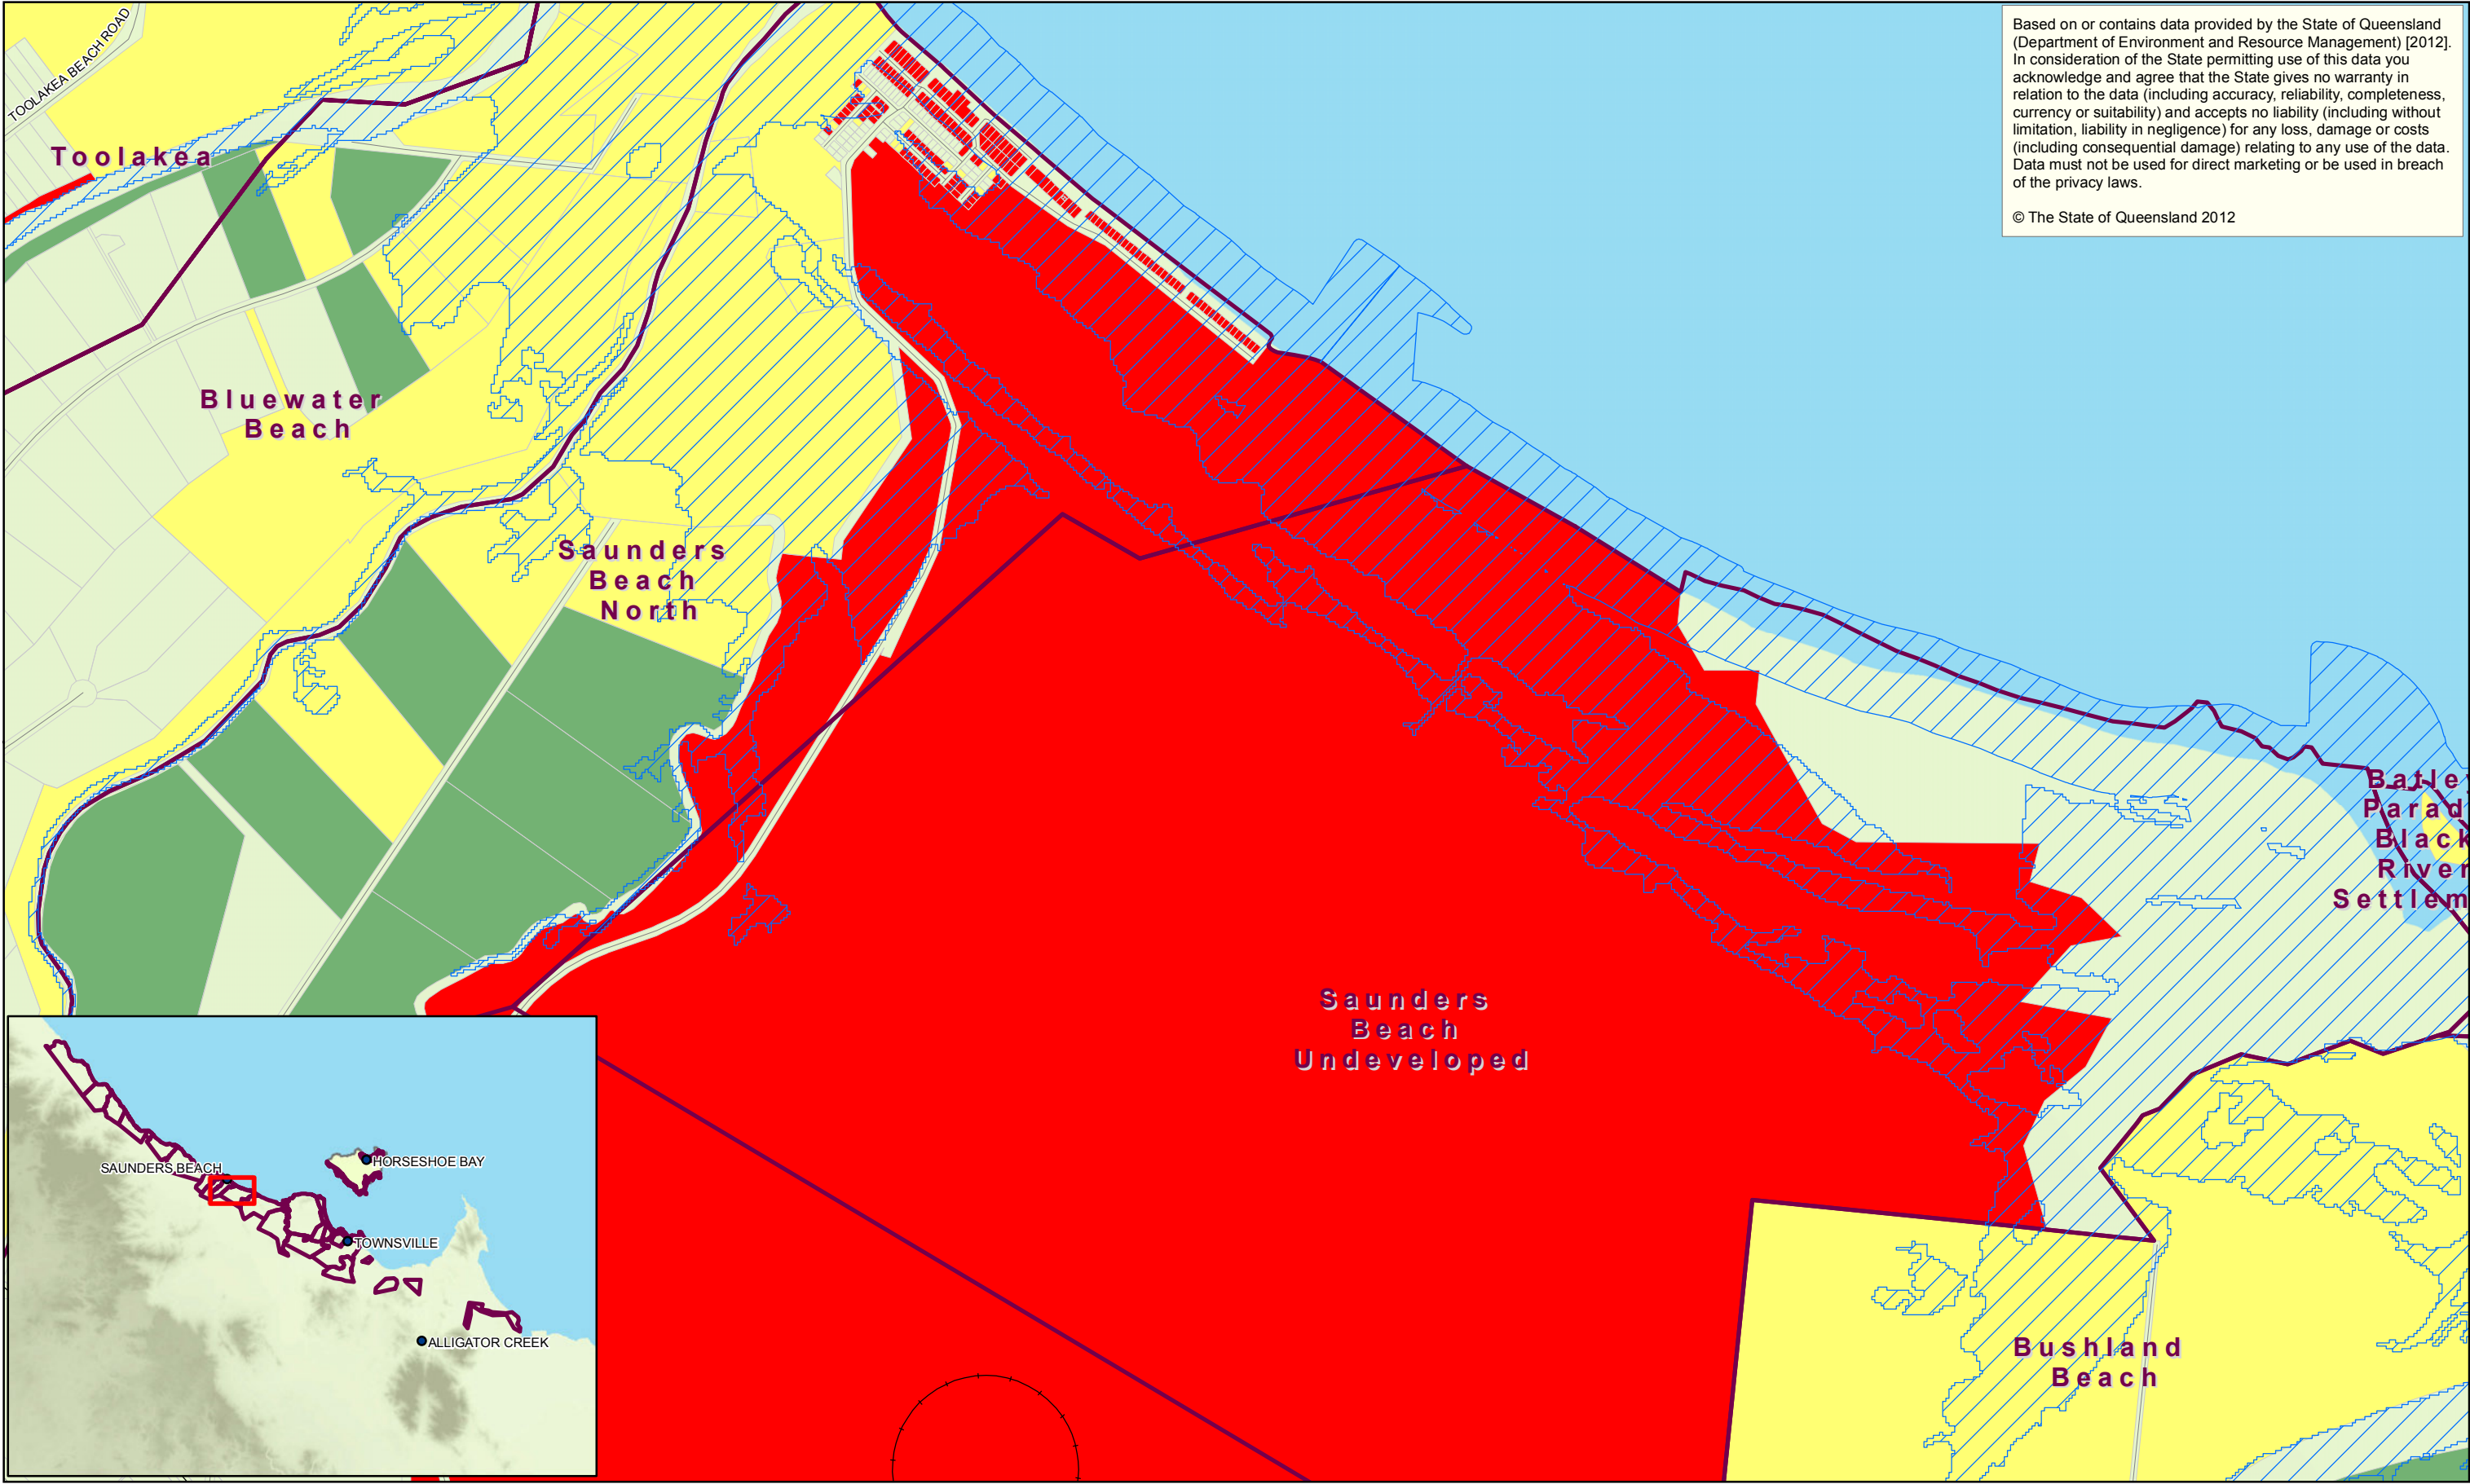 TOOLAKEA BEACH ROAD
Based on or contains data provided by the State of Queensland
(Department of Environment and Resource Management) [2012].
In consideration of the State permitting use of this data you
acknowledge and agree that the State gives no warranty in
relation to the data (including accuracy, reliability, completeness,
currency or suitability) and accepts no liability (including without
limitation, liability in negligence) for any loss, damage or costs
(including consequential damage) relating to any use of the data.
Data must not be used for direct marketing or be used in breach
of the privacy laws.
© The State of Queensland 2012
Toolakea
Bluewater
Beach
Saunders
Beach
North
Batley
Parad
Black
River
Settlem
Saunders
Beach
Undeveloped
Bushland
Beach
SAUNDERS BEACH
HORSESHOE BAY
TOWNSVILLE
ALLIGATOR CREEK